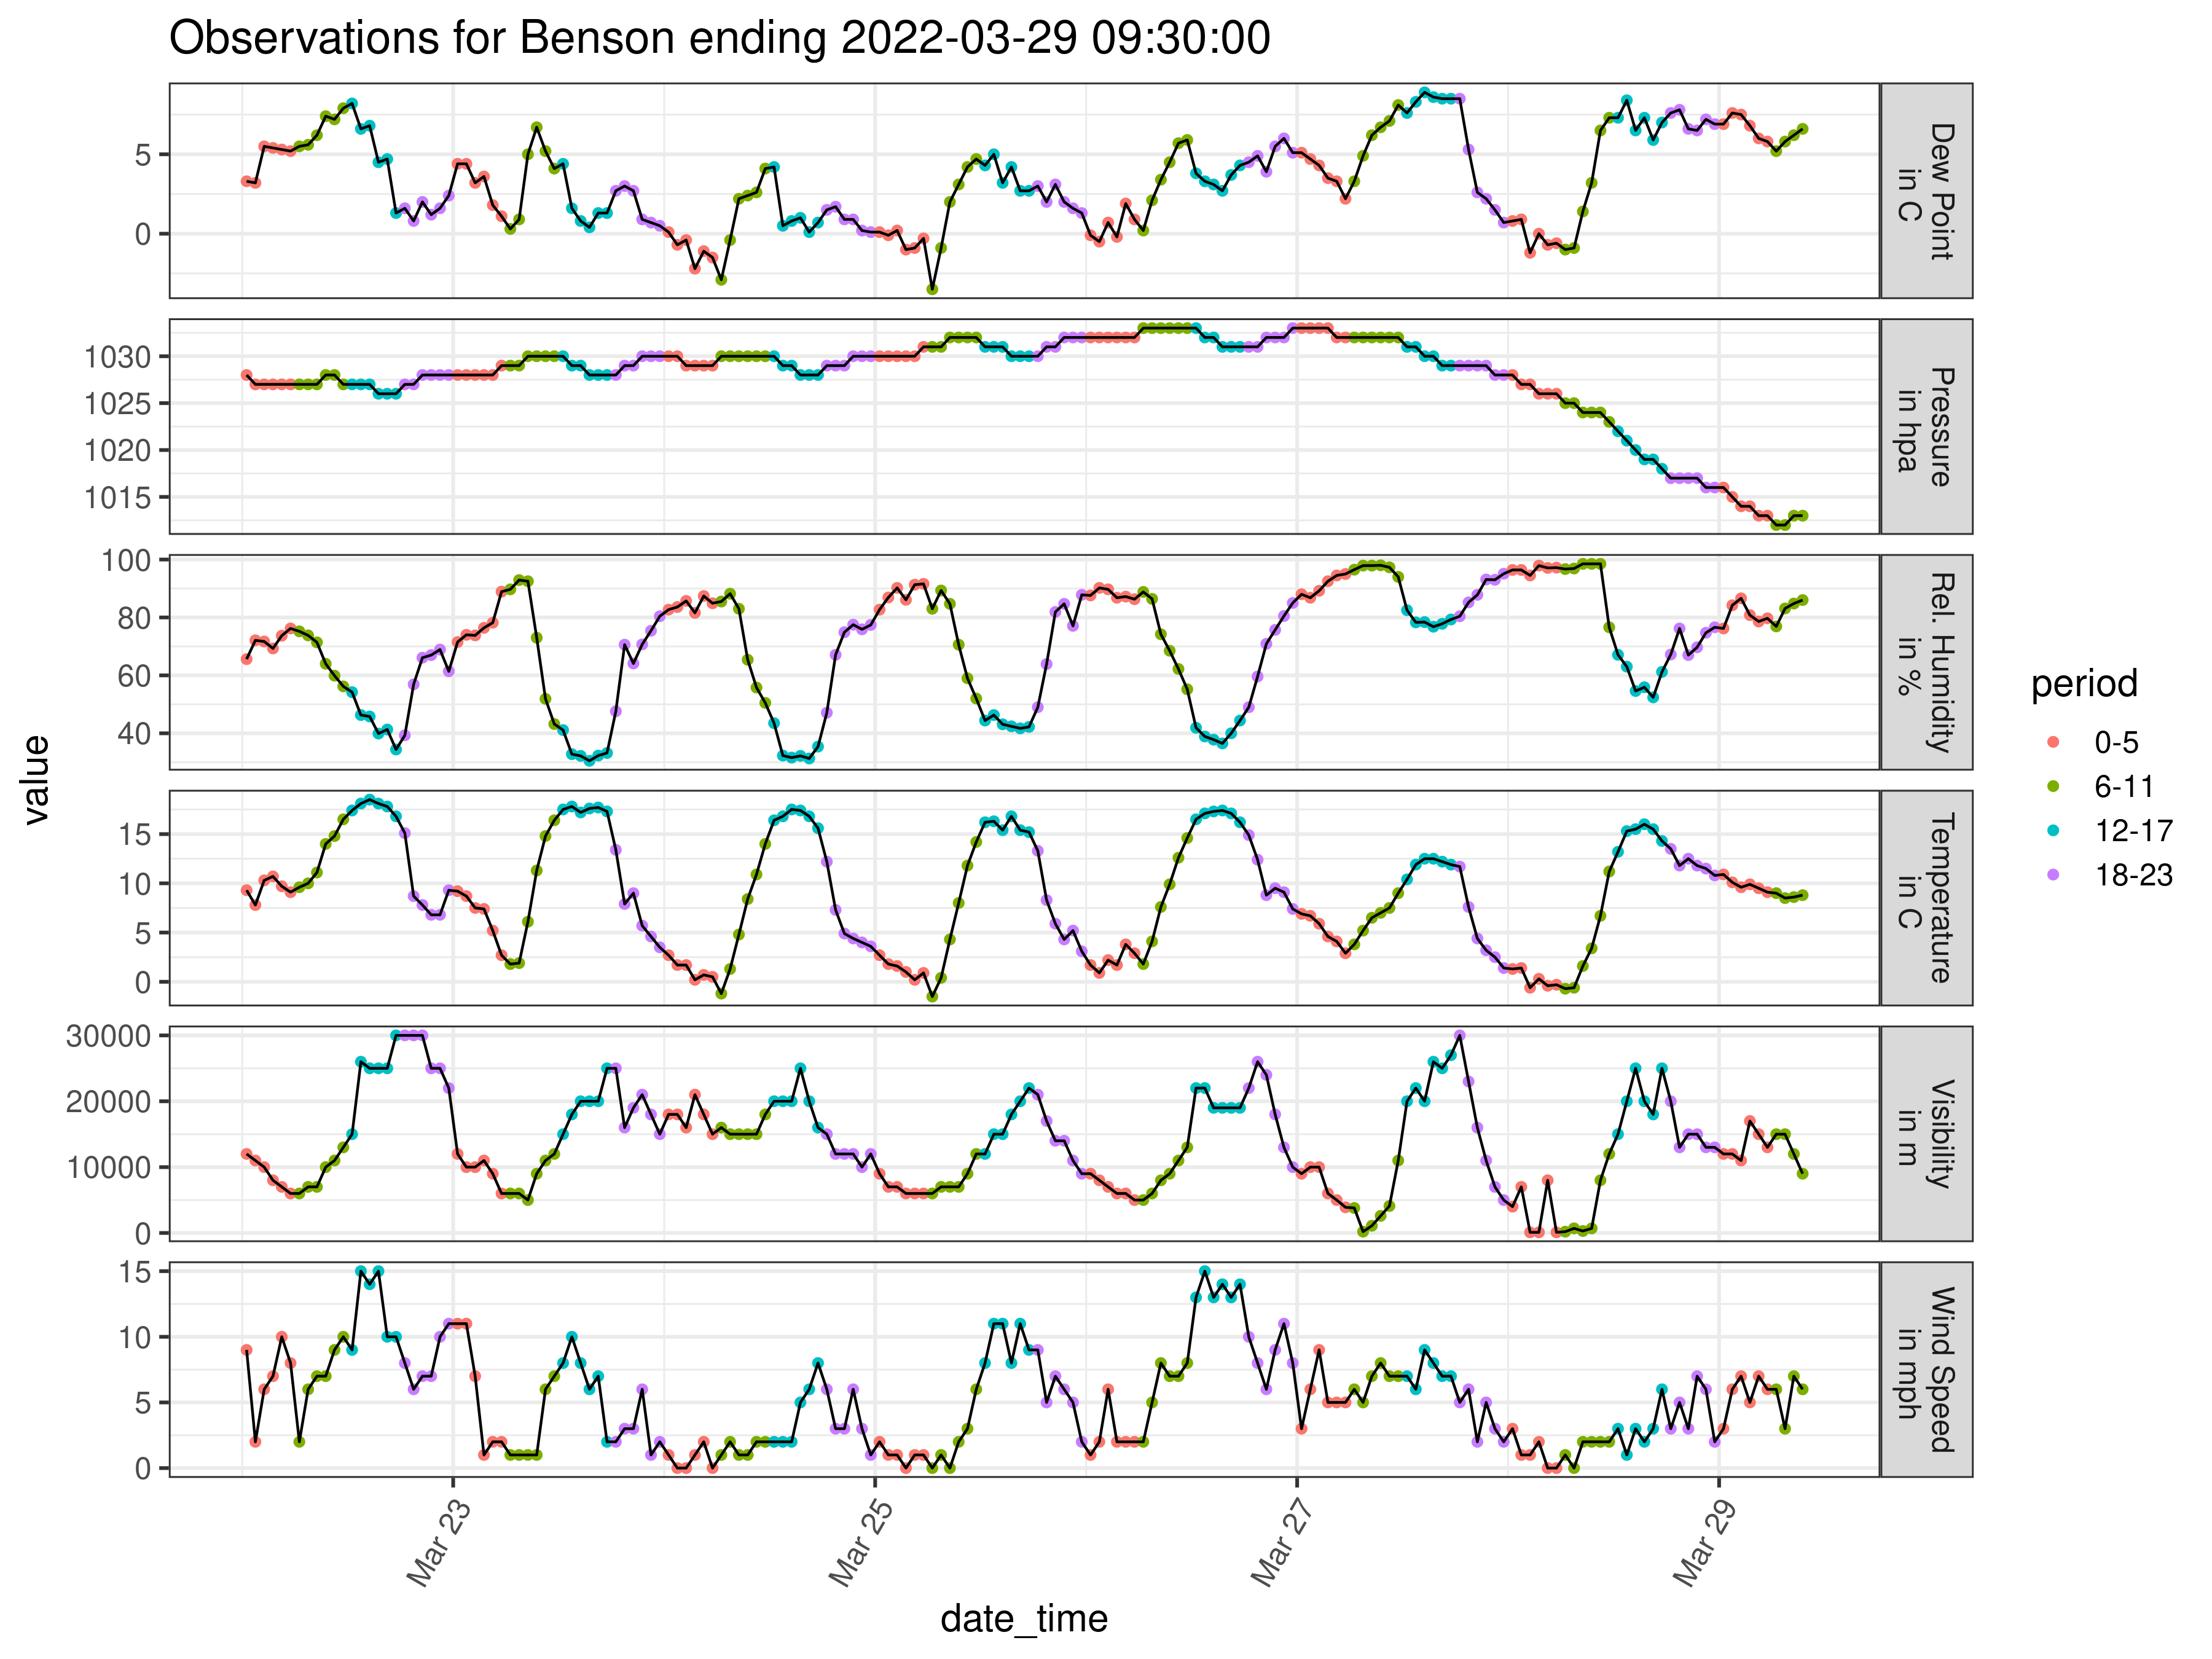 Observations for Benson ending 2022-03-29 09:30:00
value
5
0
Dew Point
in C
1030
1025
1020
1015
Pressure
in hpa
100
80
60
40
Rel. Humidity
in %
15
10
5
0
Temperature
in C
30000
20000
10000
0
Visibility
in m
15
10
5
0
Wind Speed
in mph
Mar 23
Mar 25
Mar 27
Mar 29
date_time
period
0-5
6-11
12-17
18-23